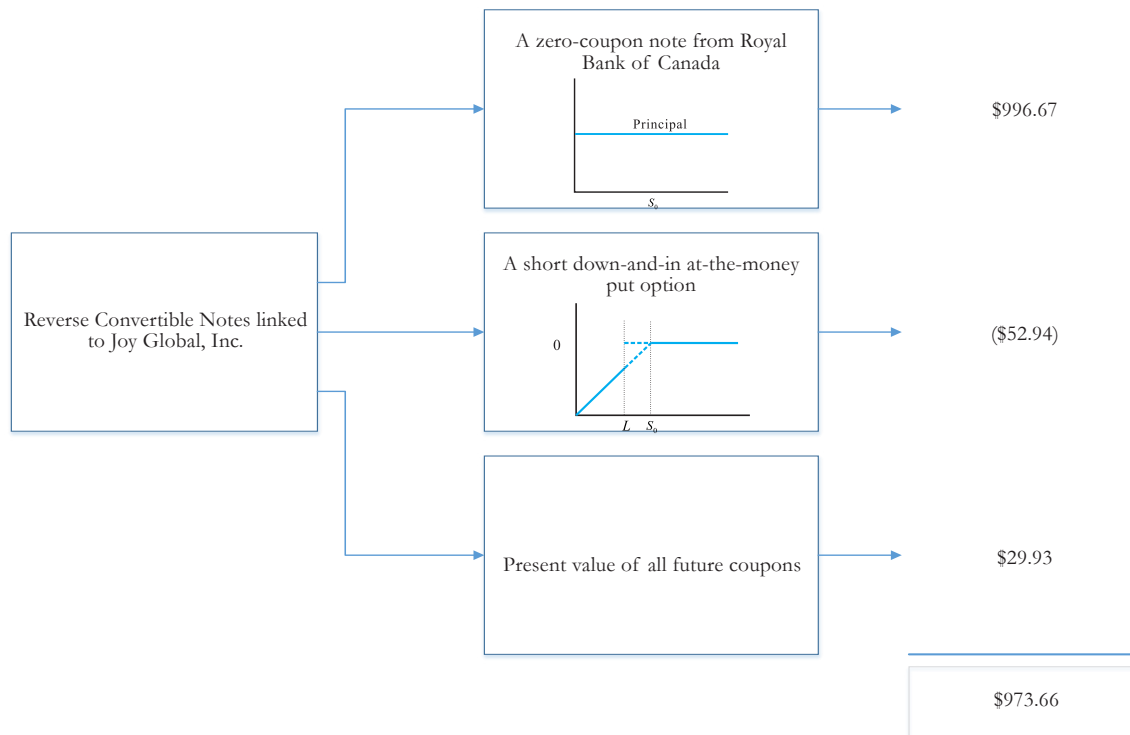 A zero-coupon note from Royal
Bank of Canada
Principal
S₀
$996.67
Reverse Convertible Notes linked
to Joy Global, Inc.
A short down-and-in at-the-money
put option
0
L S₀
($52.94)
Present value of all future coupons
$29.93
$973.66